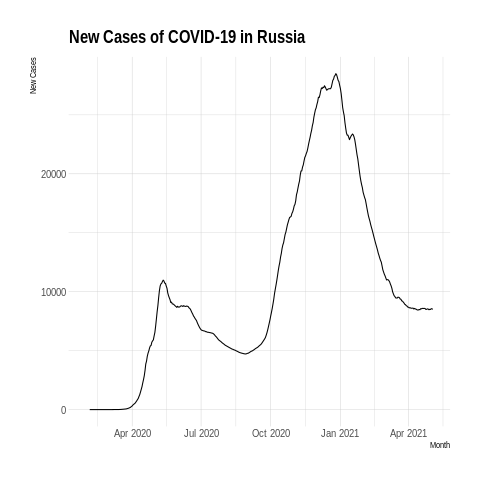 New Cases of COVID-19 in Russia
New Cases
20000
10000
0
Apr 2020 Jul 2020 Oct 2020 Jan 2021 Apr 2021
Month